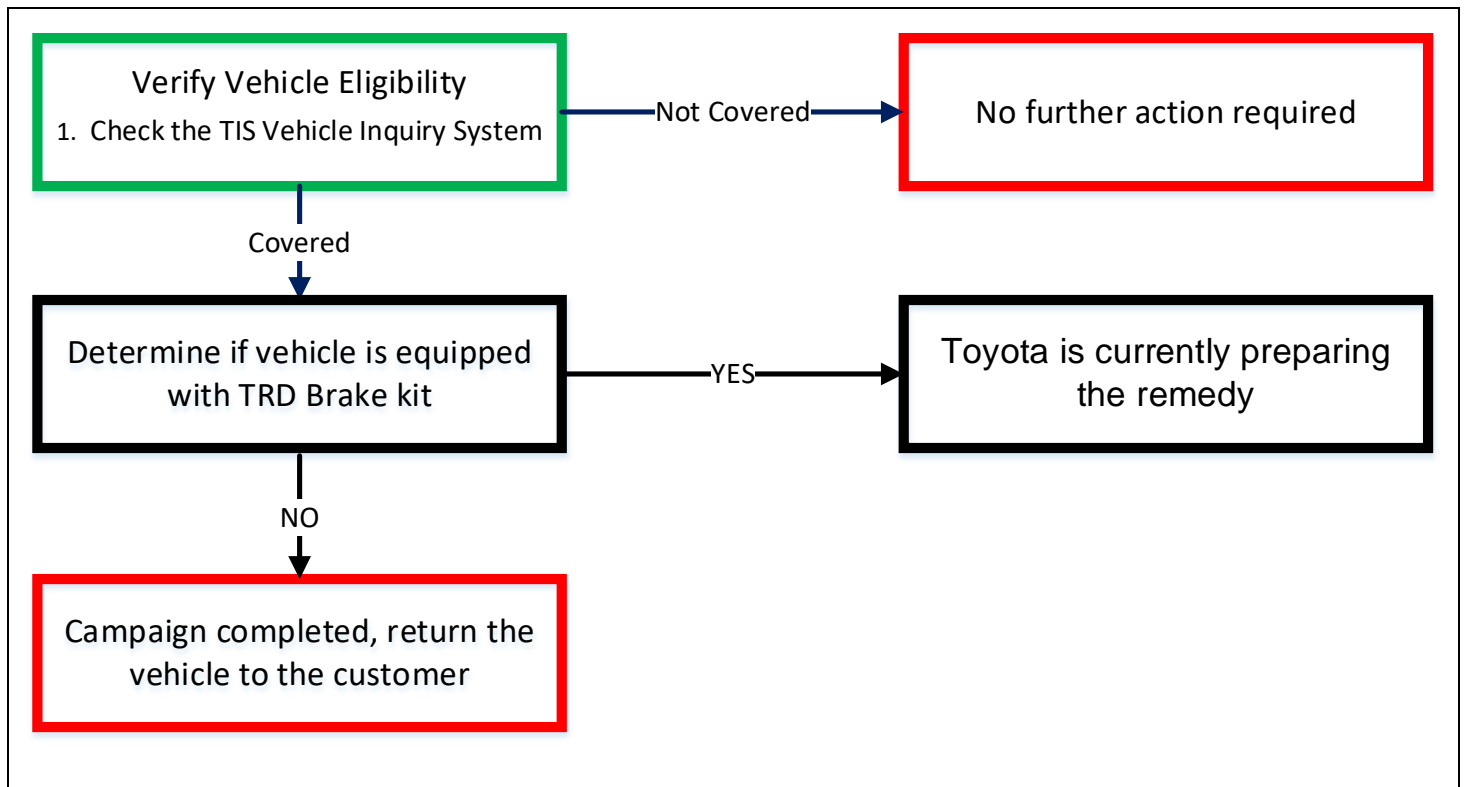 Verify Vehicle Eligibility
1. Check the TIS Vehicle Inquiry System
Not Covered
No further action required
Covered
Determine if vehicle is equipped
with TRD Brake kit
YES
Toyota is currently preparing
the remedy
NO
Campaign completed, return the
vehicle to the customer